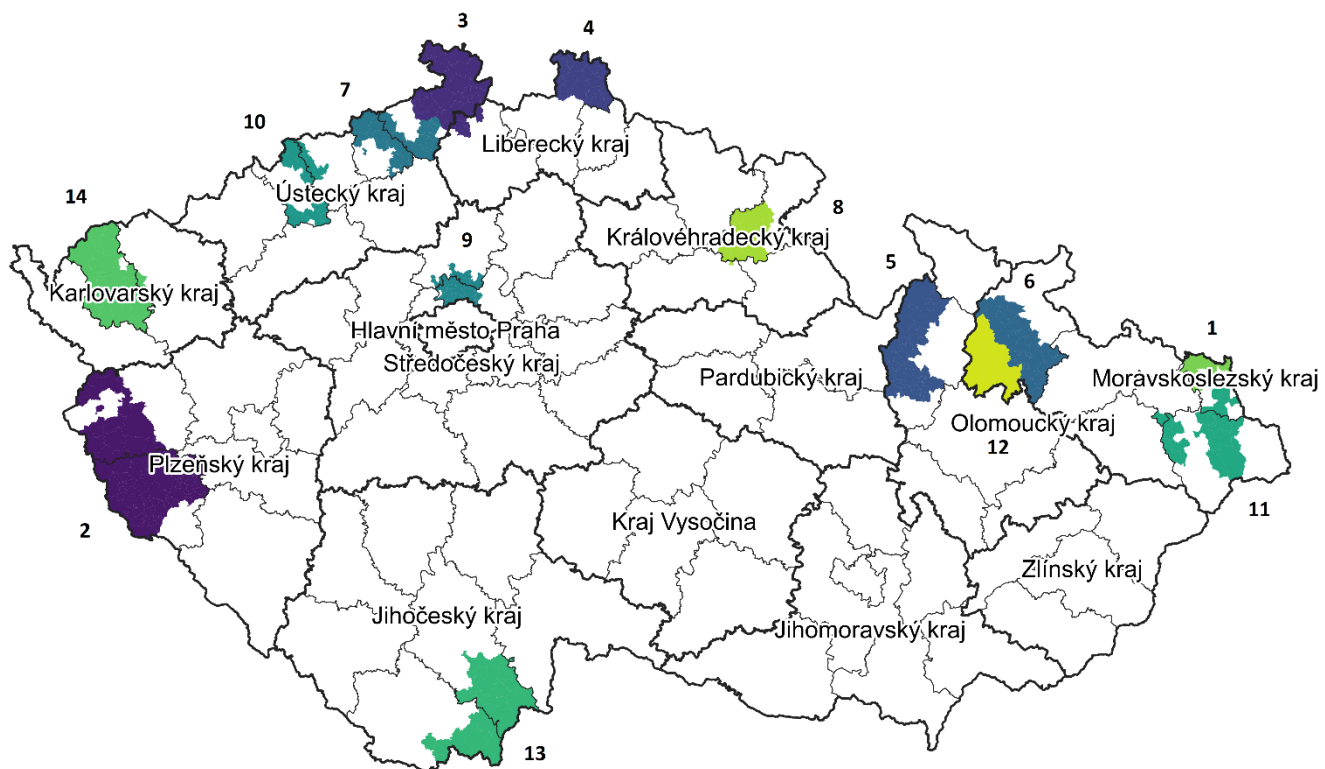 3
4
7
10
Liberecký kraj
14
Ústecký kraj
8
9
Královéhradecký kraj
5
6
Karlovarský kraj
Hlavní město Praha
1
Středočeský kraj
Pardubický kraj
Moravskoslezský kraj
Olomoucký kraj
12
Plzeňský kraj
2
11
Kraj Vysočina
Zlínský kraj
Jihočeský kraj
Jihomoravský kraj
13